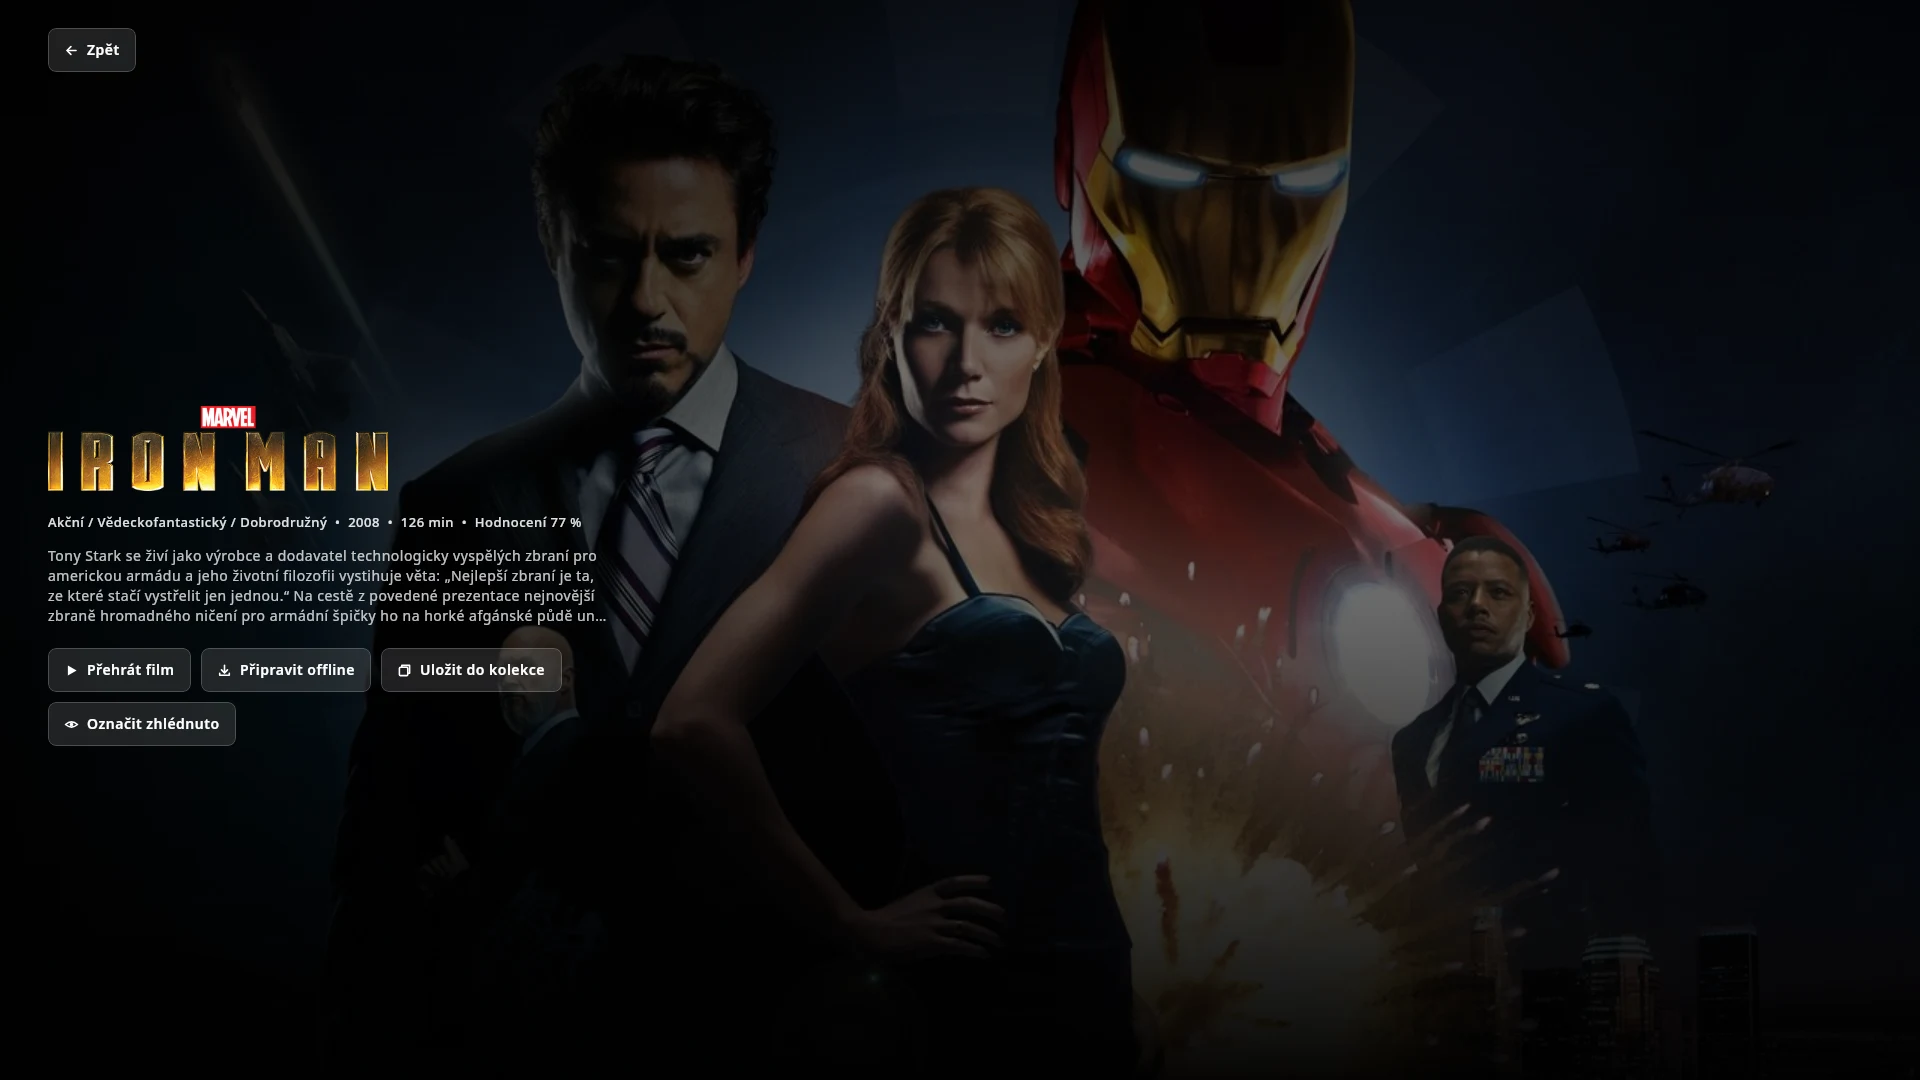 Zpět
MARVEL
IRON MAN
Akční / Vědeckofantastický / Dobrodružný • 2008 • 126 min • Hodnocení 77 %
Tony Stark se živí jako výrobce a dodavatel technologicky vyspělých zbraní pro
americkou armádu a jeho životní filozofii vystihuje věta: „Nejlepší zbraní je ta,
ze které stačí vystřelit jen jednou.“ Na cestě z povedené prezentace nejnovější
zbraně hromadného ničení pro armádní špičky ho na horké afgánské půdě un...
Přehrát film
Připravit offline
Uložit do kolekce
Označit zhlédnuto